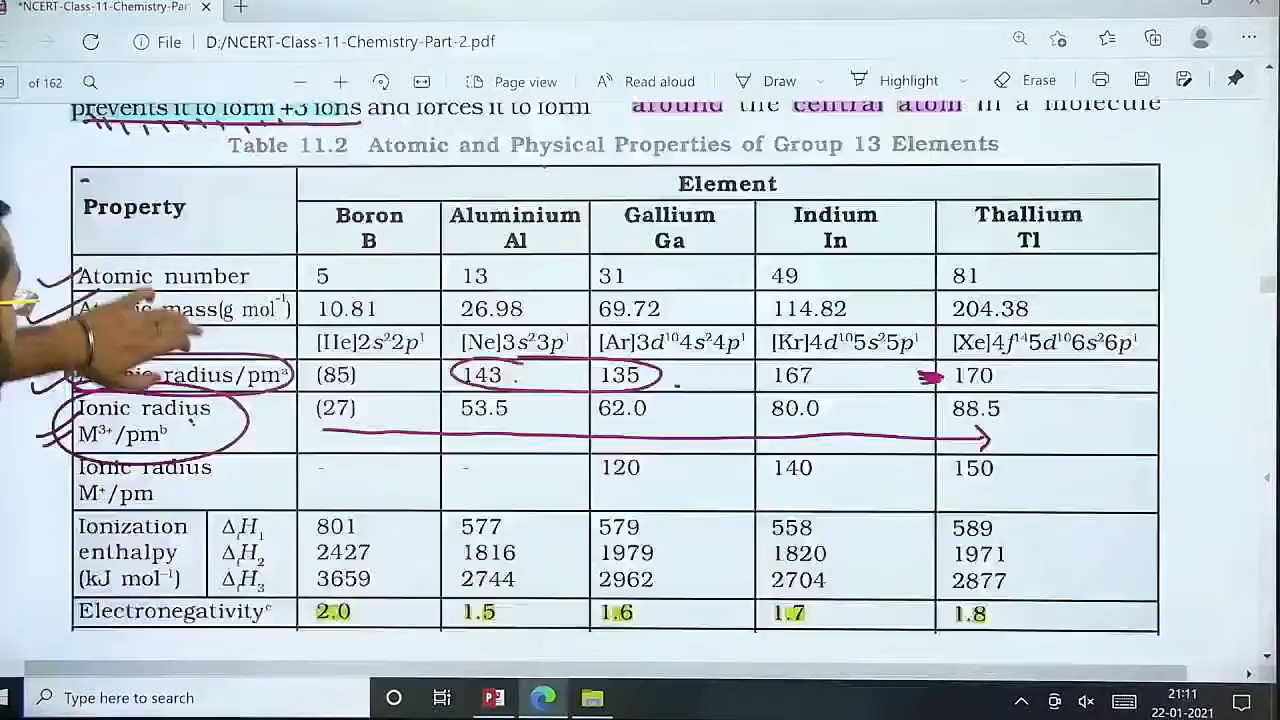 *NCERT-Class-11-Chemistry-Par
File D:/NCERT-Class-11-Chemistry-Part-2.pdf
of 162 Page view Read aloud Draw Highlight Erase
prevents it to form +3 ions and forces it to form around the central atom in a molecule
Table 11.2 Atomic and Physical Properties of Group 13 Elements
Property Element
Boron Aluminium Gallium Indium Thallium
B Al Ga In Tl
Atomic number 5 13 31 49 81
mass(g mol⁻¹) 10.81 26.98 69.72 114.82 204.38
[He]2s²2p¹ [Ne]3s²3p¹ [Ar]3d¹⁰4s²4p¹ [Kr]4d¹⁰5s²5p¹ [Xe]4f¹⁴5d¹⁰6s²6p¹
radius/pmᵃ (85) 143 135 167 170
Ionic radius (27) 53.5 62.0 80.0 88.5
M³⁺/pmᵇ
Ionic radius - - 120 140 150
M⁺/pm
Ionization ΔᵢH₁ 801 577 579 558 589
enthalpy ΔᵢH₂ 2427 1816 1979 1820 1971
(kJ mol⁻¹) ΔᵢH₃ 3659 2744 2962 2704 2877
Electronegativityᶜ 2.0 1.5 1.6 1.7 1.8
Type here to search
21:11
22-01-2021